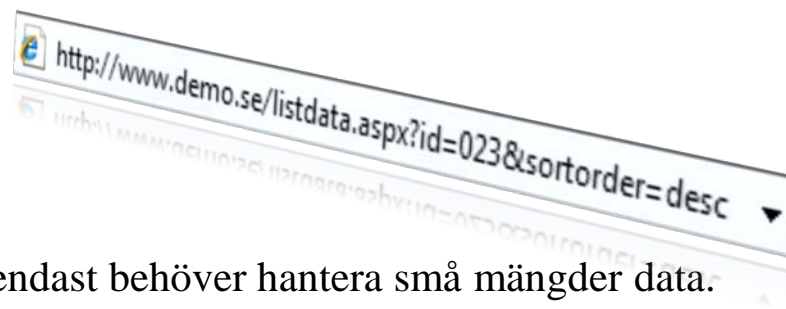 http://www.demo.se/listdata.aspx?id=023&sortorder=desc
endast behöver hantera små mängder data.